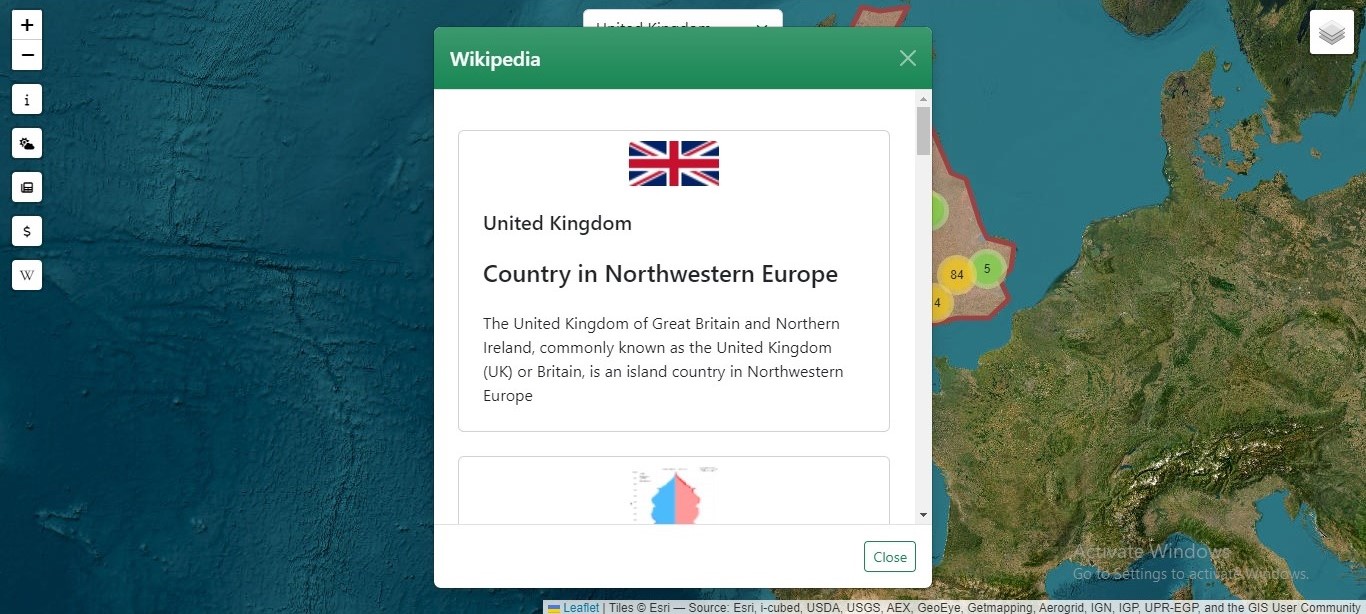 +
−
i
$
W
United Kingdom
Wikipedia
United Kingdom
Country in Northwestern Europe
The United Kingdom of Great Britain and Northern
Ireland, commonly known as the United Kingdom
(UK) or Britain, is an island country in Northwestern
Europe
Close
84
5
4
Activate Windows
Go to Settings to activate Windows.
Leaflet | Tiles © Esri — Source: Esri, i-cubed, USDA, USGS, AEX, GeoEye, Getmapping, Aerogrid, IGN, IGP, UPR-EGP, and the GIS User Community